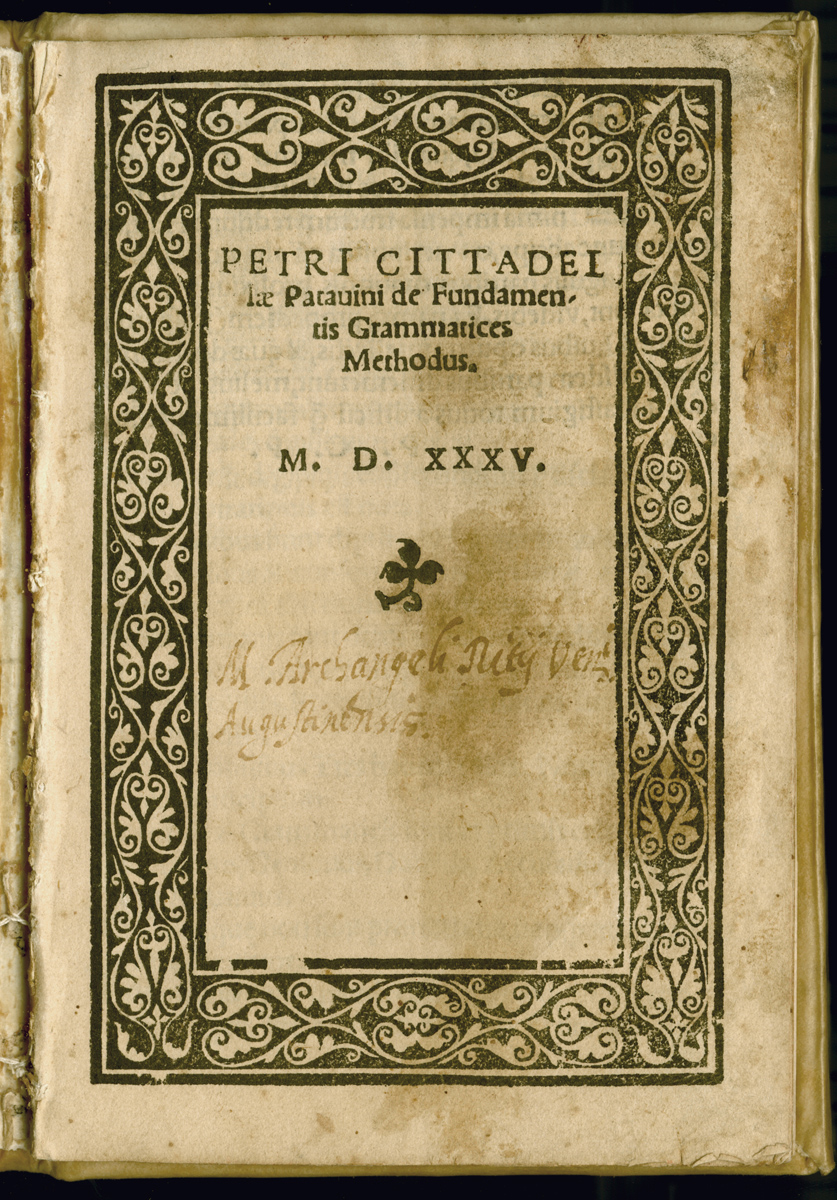 PETRI CITTADEL
læ Patauini de Fundamen-
tis Grammatices
Methodus.
M. D. XXXV.
M Archangeli
Augustinensis.